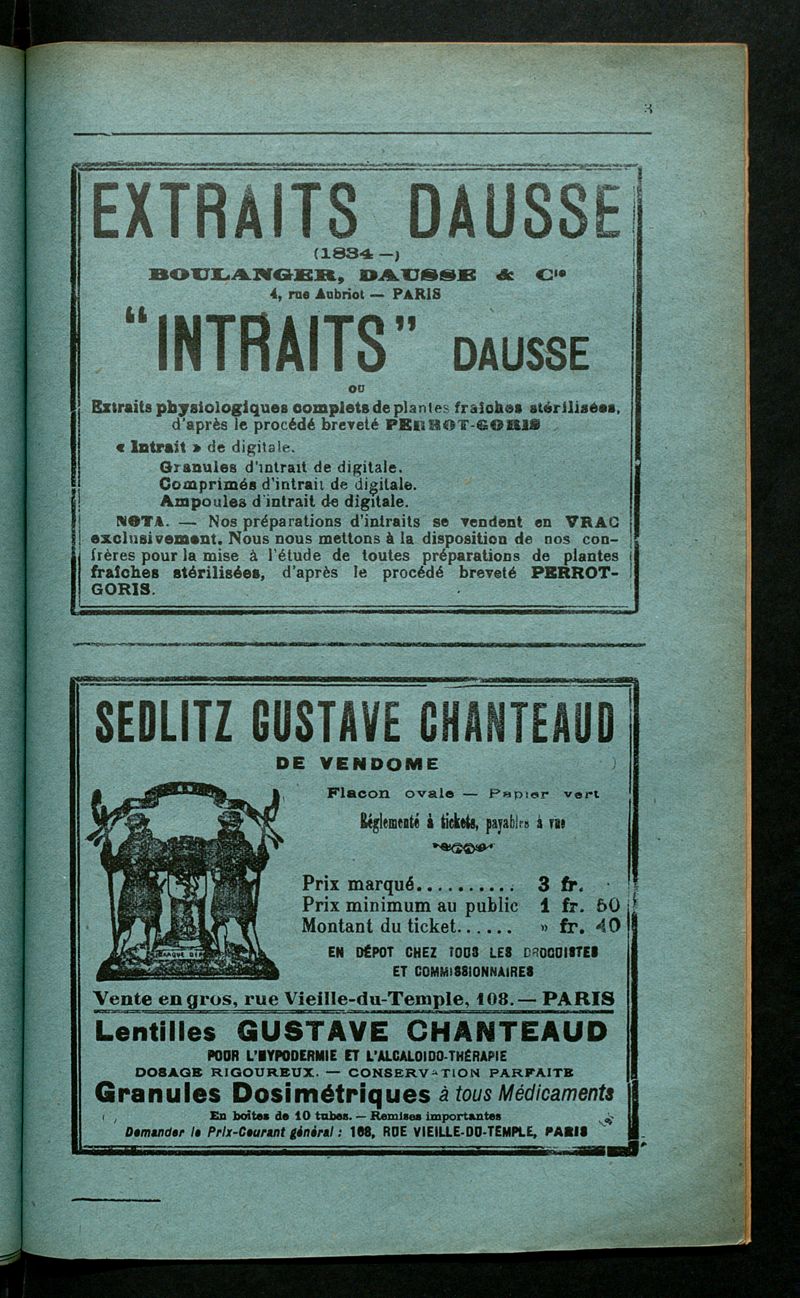 3
EXTRAITS DAUSSE
(1834 —)
BOULANGER, DAUSSE & Cie
4, rue Aubriot — PARIS
"INTRAITS" DAUSSE
OU
Extraits physiologiques complets de plantes fraîches stérilisées,
d'après le procédé breveté PERROT-GORIS
« Intrait » de digitale.
Granules d'intrait de digitale.
Comprimés d'intrait de digitale.
Ampoules d'intrait de digitale.
NOTA. — Nos préparations d'intraits se vendent en VRAC
exclusivement. Nous nous mettons à la disposition de nos con-
frères pour la mise à l'étude de toutes préparations de plantes
fraîches stérilisées, d'après le procédé breveté PERROT-
GORIS.
SEDLITZ GUSTAVE CHANTEAUD
DE VENDOME
Flacon ovale — Papier vert
Réglementé à tickets, payables à vue
Prix marqué.......... 3 fr.
Prix minimum au public 1 fr. 60
Montant du ticket...... » fr. 40
EN DÉPOT CHEZ TOUS LES DROGUISTES
ET COMMISSIONNAIRES
Vente en gros, rue Vieille-du-Temple, 108. — PARIS
Lentilles GUSTAVE CHANTEAUD
POUR L'HYPODERMIE ET L'ALCALOIDO-THÉRAPIE
DOSAGE RIGOUREUX. — CONSERVATION PARFAITE
Granules Dosimétriques à tous Médicaments
En boîtes de 10 tubes. — Remises importantes
Demander le Prix-Courant général : 108, RUE VIEILLE-DU-TEMPLE, PARIS